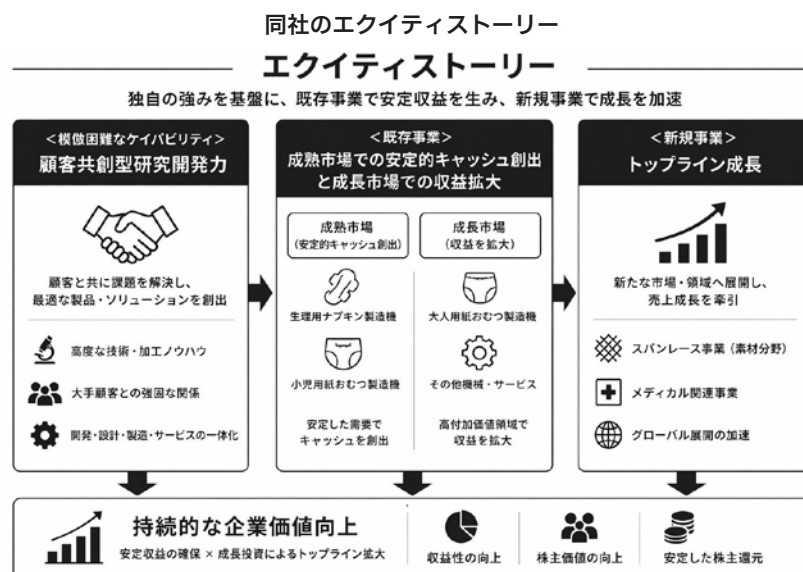 同社のエクイティストーリー
エクイティストーリー
独自の強みを基盤に、既存事業で安定収益を生み、新規事業で成長を加速
＜模倣困難なケイパビリティ＞
顧客共創型研究開発力
顧客と共に課題を解決し、
最適な製品・ソリューションを創出
高度な技術・加工ノウハウ
大手顧客との強固な関係
開発・設計・製造・サービスの一体化
＜既存事業＞
成熟市場での安定的キャッシュ創出
と成長市場での収益拡大
成熟市場
（安定的キャッシュ創出）
生理用ナプキン製造機
小児用紙おむつ製造機
安定した需要で
キャッシュを創出
成長市場
（収益を拡大）
大人用紙おむつ製造機
その他機械・サービス
高付加価値領域で
収益を拡大
＜新規事業＞
トップライン成長
新たな市場・領域へ展開し、
売上成長を牽引
スパンレース事業（素材分野）
メディカル関連事業
グローバル展開の加速
持続的な企業価値向上
安定収益の確保 × 成長投資によるトップライン拡大
収益性の向上
株主価値の向上
安定した株主還元